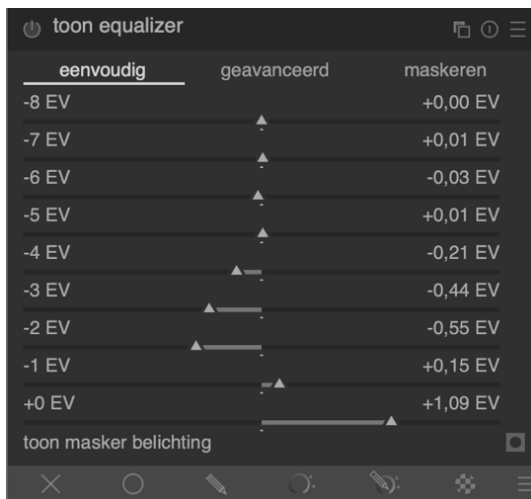 toon equalizer
eenvoudig geavanceerd maskeren
-8 EV +0,00 EV
-7 EV +0,01 EV
-6 EV -0,03 EV
-5 EV +0,01 EV
-4 EV -0,21 EV
-3 EV -0,44 EV
-2 EV -0,55 EV
-1 EV +0,15 EV
+0 EV +1,09 EV
toon masker belichting